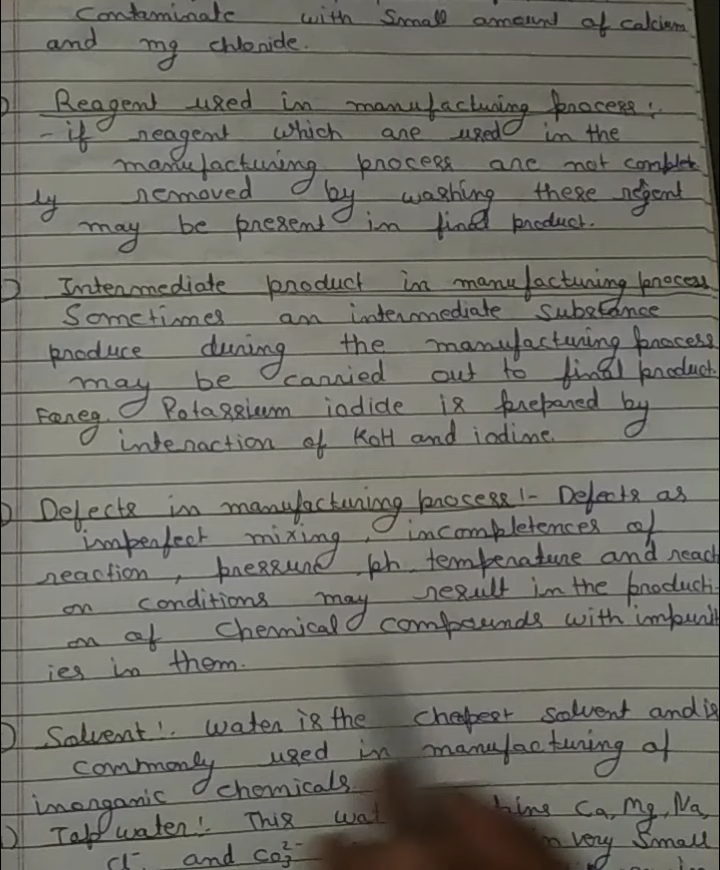 Contaminate with Small amount of calcium
and mg chloride.
Reagent used in manufacturing process:
- if reagent which are used in the
manufacturing process are not complet
ly removed by washing these regent
may be present in final product.
Intermediate product in manufacturing process
Sometimes an intermediate Substance
produce during the manufacturing process
may be carried out to final product.
Foreg. Potassium iodide is prepared by
interaction of KOH and iodine.
Defects in manufacturing process!- Defects as
imperfect mixing, incompletences of
reaction, pressure ph. temperature and reacti
on conditions may result in the producti
on of Chemical compounds with impurit
ies in them.
Solvent!. Water is the chepest solvent and is
Commonly used in manufacturing of
inorganic chemicals.
Tap water!. This Ca, Mg, Na,
Cl⁻ and CO₃²⁻ in very Small